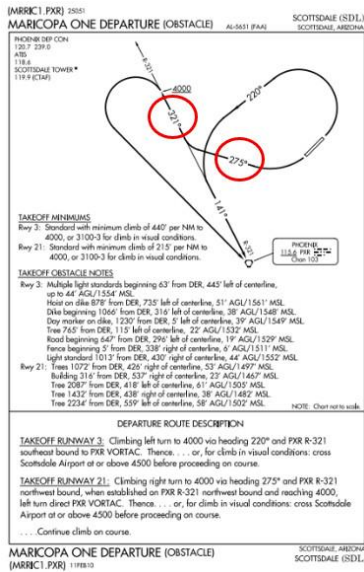 (MRRIC1.PXR) 25051
MARICOPA ONE DEPARTURE (OBSTACLE)
AL-5651 (FAA)
SCOTTSDALE (SDL)
SCOTTSDALE, ARIZONA
PHOENIX DEP CON
120.7 239.0
ATIS
118.6
SCOTTSDALE TOWER*
119.9 (CTAF)
R-321
4000
321°
220°
275°
141°
R-321
PHOENIX
115.6 PXR
Chan 103
TAKEOFF MINIMUMS
Rwy 3: Standard with minimum climb of 440' per NM to
4000, or 3100-3 for climb in visual conditions.
Rwy 21: Standard with minimum climb of 215' per NM to
4000, or 3100-3 for climb in visual conditions.
TAKEOFF OBSTACLE NOTES
Rwy 3: Multiple light standards beginning 63' from DER, 445' left of centerline,
up to 44' AGL/1554' MSL.
Hoist on dike 878' from DER, 735' left of centerline, 51' AGL/1561' MSL.
Dike beginning 1066' from DER, 316' left of centerline, 38' AGL/1548' MSL.
Day marker on dike, 1230' from DER, 5' left of centerline, 39' AGL/1549' MSL.
Tree 765' from DER, 115' left of centerline, 22' AGL/1532' MSL.
Road beginning 647' from DER, 296' left of centerline, 19' AGL/1529' MSL.
Fence beginning 5' from DER, 338' right of centerline, 6' AGL/1511' MSL.
Light standard 1013' from DER, 430' right of centerline, 44' AGL/1552' MSL.
Rwy 21: Trees 1072' from DER, 426' right of centerline, 53' AGL/1497' MSL.
Building 316' from DER, 537' right of centerline, 23' AGL/1467' MSL.
Tree 2087' from DER, 418' left of centerline, 61' AGL/1505' MSL.
Tree 1432' from DER, 438' right of centerline, 38' AGL/1482' MSL.
Tree 2234' from DER, 559' left of centerline, 58' AGL/1502' MSL.
NOTE: Chart not to scale.
DEPARTURE ROUTE DESCRIPTION
TAKEOFF RUNWAY 3: Climbing left turn to 4000 via heading 220° and PXR R-321
southeast bound to PXR VORTAC. Thence. . . . or, for climb in visual conditions: cross
Scottsdale Airport at or above 4500 before proceeding on course.
TAKEOFF RUNWAY 21: Climbing right turn to 4000 via heading 275° and PXR R-321
northwest bound, when established on PXR R-321 northwest bound and reaching 4000,
left turn direct PXR VORTAC. Thence. . . . or, for climb in visual conditions: cross Scottsdale
Airport at or above 4500 before proceeding on course.
. . . .Continue climb on course.
MARICOPA ONE DEPARTURE (OBSTACLE)
(MRRIC1.PXR) 11FEB10
SCOTTSDALE, ARIZONA
SCOTTSDALE (SDL)